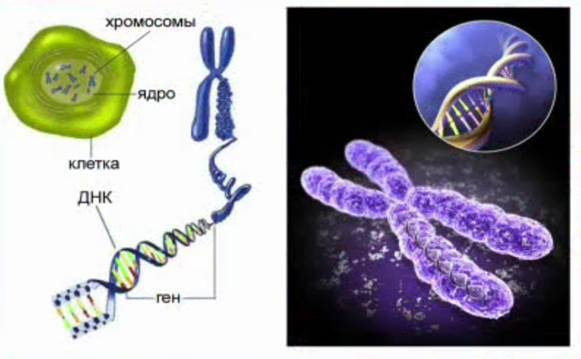 хромосомы
ядро
клетка
ДНК
ген